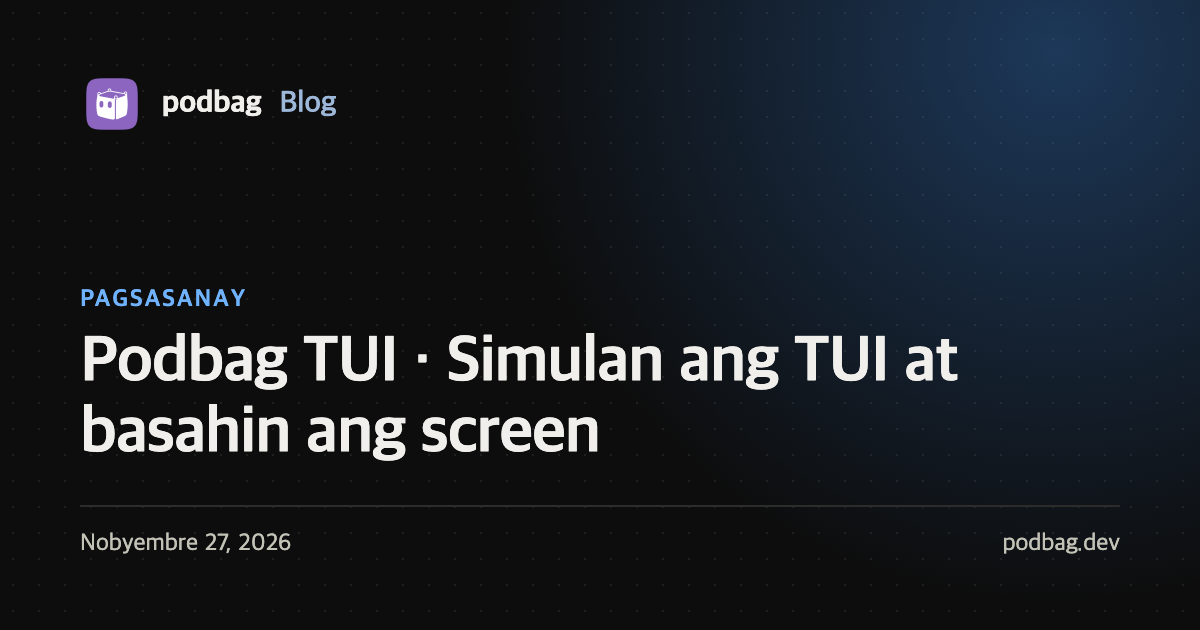 podbag Blog
PAGSASANAY
Podbag TUI · Simulan ang TUI at
basahin ang screen
Nobyembre 27, 2026
podbag.dev